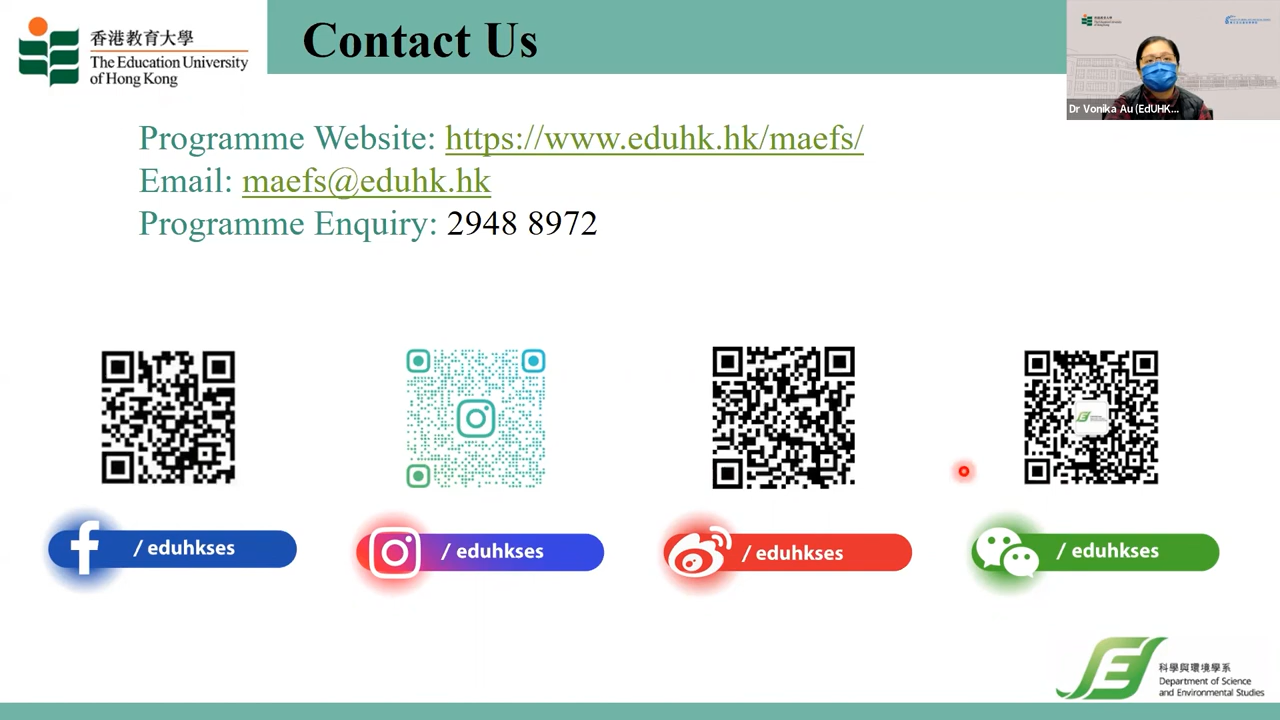 香港教育大學
The Education University
of Hong Kong
Contact Us
Dr Vonika Au (EdUHK...
Programme Website: https://www.eduhk.hk/maefs/
Email: maefs@eduhk.hk
Programme Enquiry: 2948 8972
/ eduhkses
/ eduhkses
/ eduhkses
/ eduhkses
科學與環境學系
Department of Science
and Environmental Studies